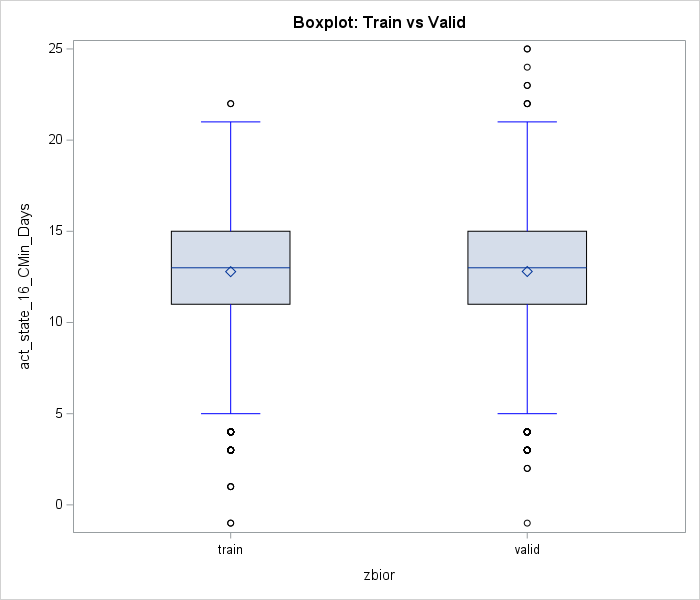 Boxplot: Train vs Valid
25
20
15
10
5
0
act_state_16_CMin_Days
train
valid
zbior